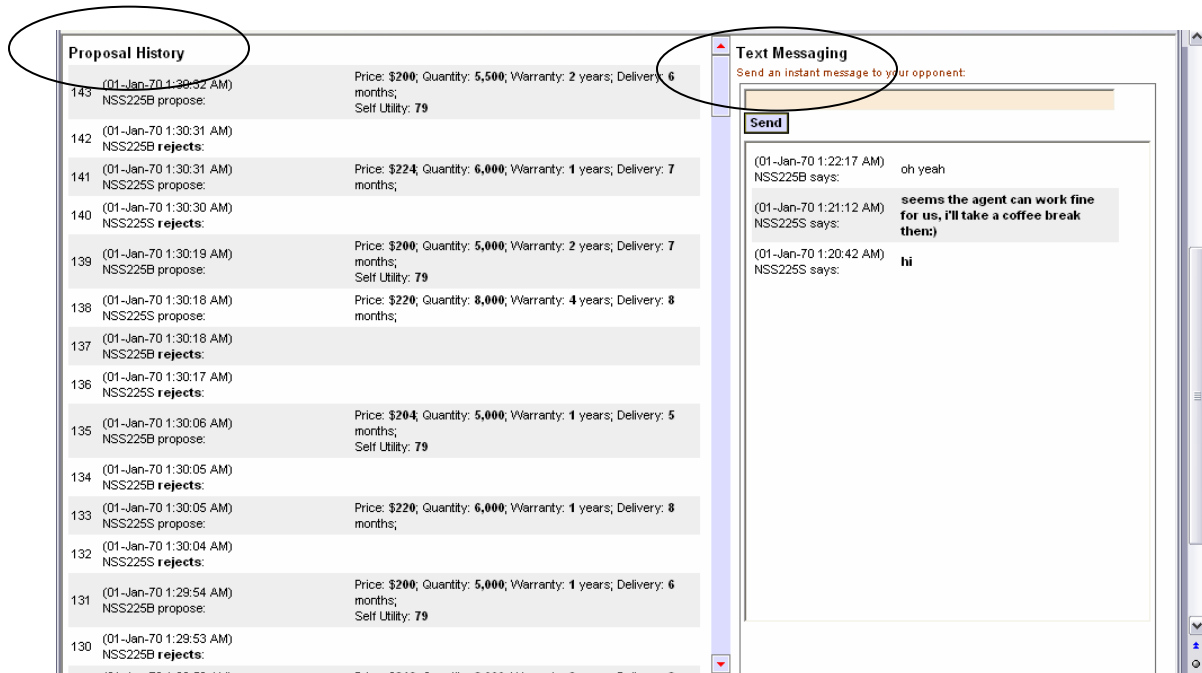 Proposal History
143 (01-Jan-70 1:30:32 AM) Price: $200; Quantity: 5,500; Warranty: 2 years; Delivery: 6
NSS225B propose: months;
Self Utility: 79
142 (01-Jan-70 1:30:31 AM)
NSS225B rejects:
141 (01-Jan-70 1:30:31 AM) Price: $224; Quantity: 6,000; Warranty: 1 years; Delivery: 7
NSS225S propose: months;
140 (01-Jan-70 1:30:30 AM)
NSS225S rejects:
139 (01-Jan-70 1:30:19 AM) Price: $200; Quantity: 5,000; Warranty: 2 years; Delivery: 7
NSS225B propose: months;
Self Utility: 79
138 (01-Jan-70 1:30:18 AM) Price: $220; Quantity: 8,000; Warranty: 4 years; Delivery: 8
NSS225S propose: months;
137 (01-Jan-70 1:30:18 AM)
NSS225B rejects:
136 (01-Jan-70 1:30:17 AM)
NSS225S rejects:
135 (01-Jan-70 1:30:06 AM) Price: $204; Quantity: 5,000; Warranty: 1 years; Delivery: 5
NSS225B propose: months;
Self Utility: 79
134 (01-Jan-70 1:30:05 AM)
NSS225B rejects:
133 (01-Jan-70 1:30:05 AM) Price: $220; Quantity: 6,000; Warranty: 1 years; Delivery: 8
NSS225S propose: months;
132 (01-Jan-70 1:30:04 AM)
NSS225S rejects:
131 (01-Jan-70 1:29:54 AM) Price: $200; Quantity: 5,000; Warranty: 1 years; Delivery: 6
NSS225B propose: months;
Self Utility: 79
130 (01-Jan-70 1:29:53 AM)
NSS225B rejects:
Text Messaging
Send an instant message to your opponent:
Send
(01-Jan-70 1:22:17 AM) oh yeah
NSS225B says:
(01-Jan-70 1:21:12 AM) seems the agent can work fine
NSS225S says: for us, i'll take a coffee break
then:)
(01-Jan-70 1:20:42 AM) hi
NSS225S says: